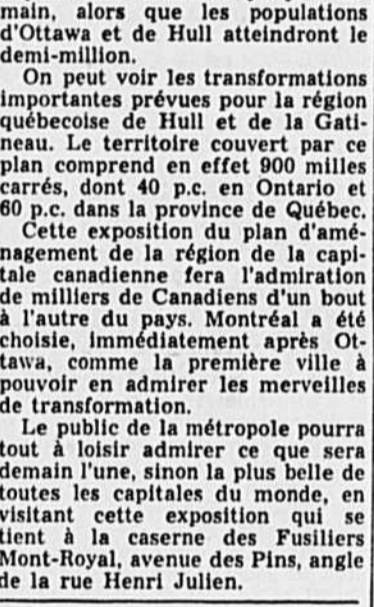 main, alors que les populations
d'Ottawa et de Hull atteindront le
demi-million.
On peut voir les transformations
importantes prévues pour la région
québecoise de Hull et de la Gati-
neau. Le territoire couvert par ce
plan comprend en effet 900 milles
carrés, dont 40 p.c. en Ontario et
60 p.c. dans la province de Québec.
Cette exposition du plan d'amé-
nagement de la région de la capi-
tale canadienne fera l'admiration
de milliers de Canadiens d'un bout
à l'autre du pays. Montréal a été
choisie, immédiatement après Ot-
tawa, comme la première ville à
pouvoir en admirer les merveilles
de transformation.
Le public de la métropole pourra
tout à loisir admirer ce que sera
demain l'une, sinon la plus belle de
toutes les capitales du monde, en
visitant cette exposition qui se
tient à la caserne des Fusiliers
Mont-Royal, avenue des Pins, angle
de la rue Henri Julien.